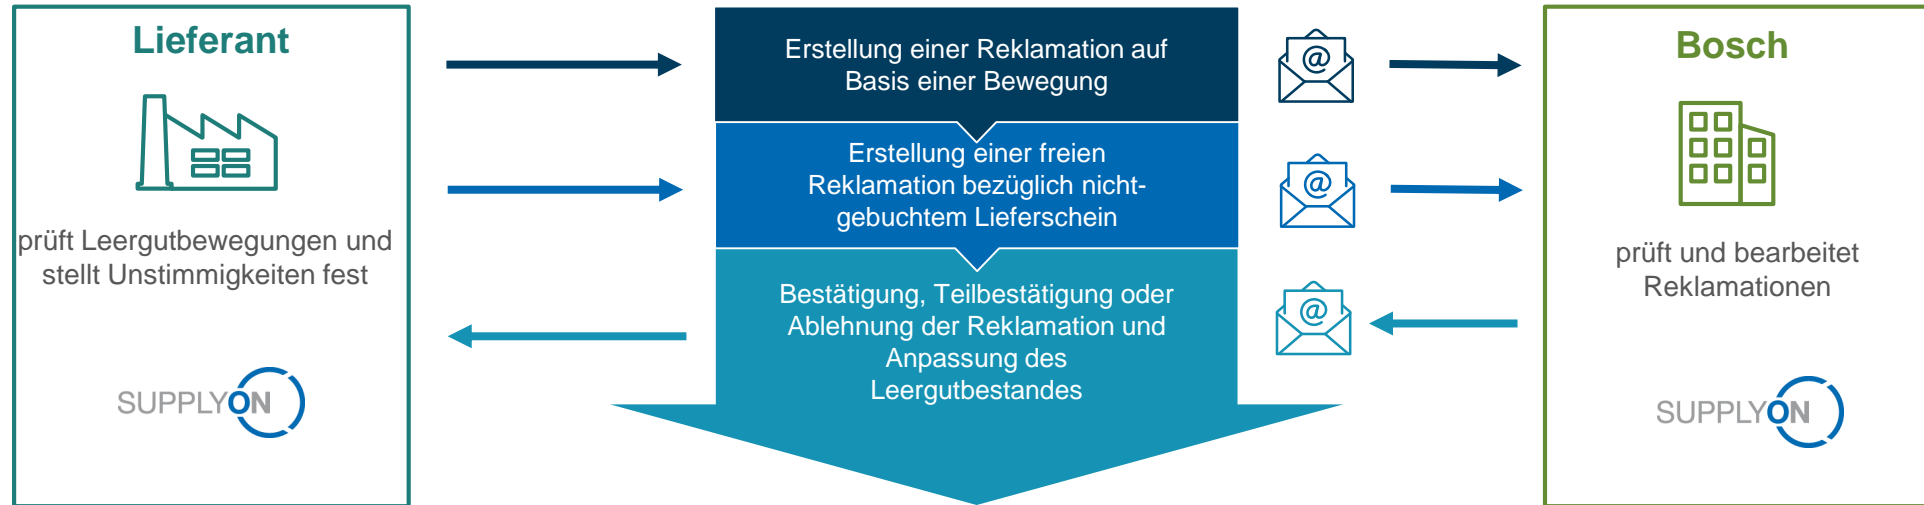 Lieferant
prüft Leergutbewegungen und
stellt Unstimmigkeiten fest
SUPPLYON
Erstellung einer Reklamation auf
Basis einer Bewegung
Erstellung einer freien
Reklamation bezüglich nicht-
gebuchtem Lieferschein
Bestätigung, Teilbestätigung oder
Ablehnung der Reklamation und
Anpassung des
Leergutbestandes
@
@
@
Bosch
prüft und bearbeitet
Reklamationen
SUPPLYON